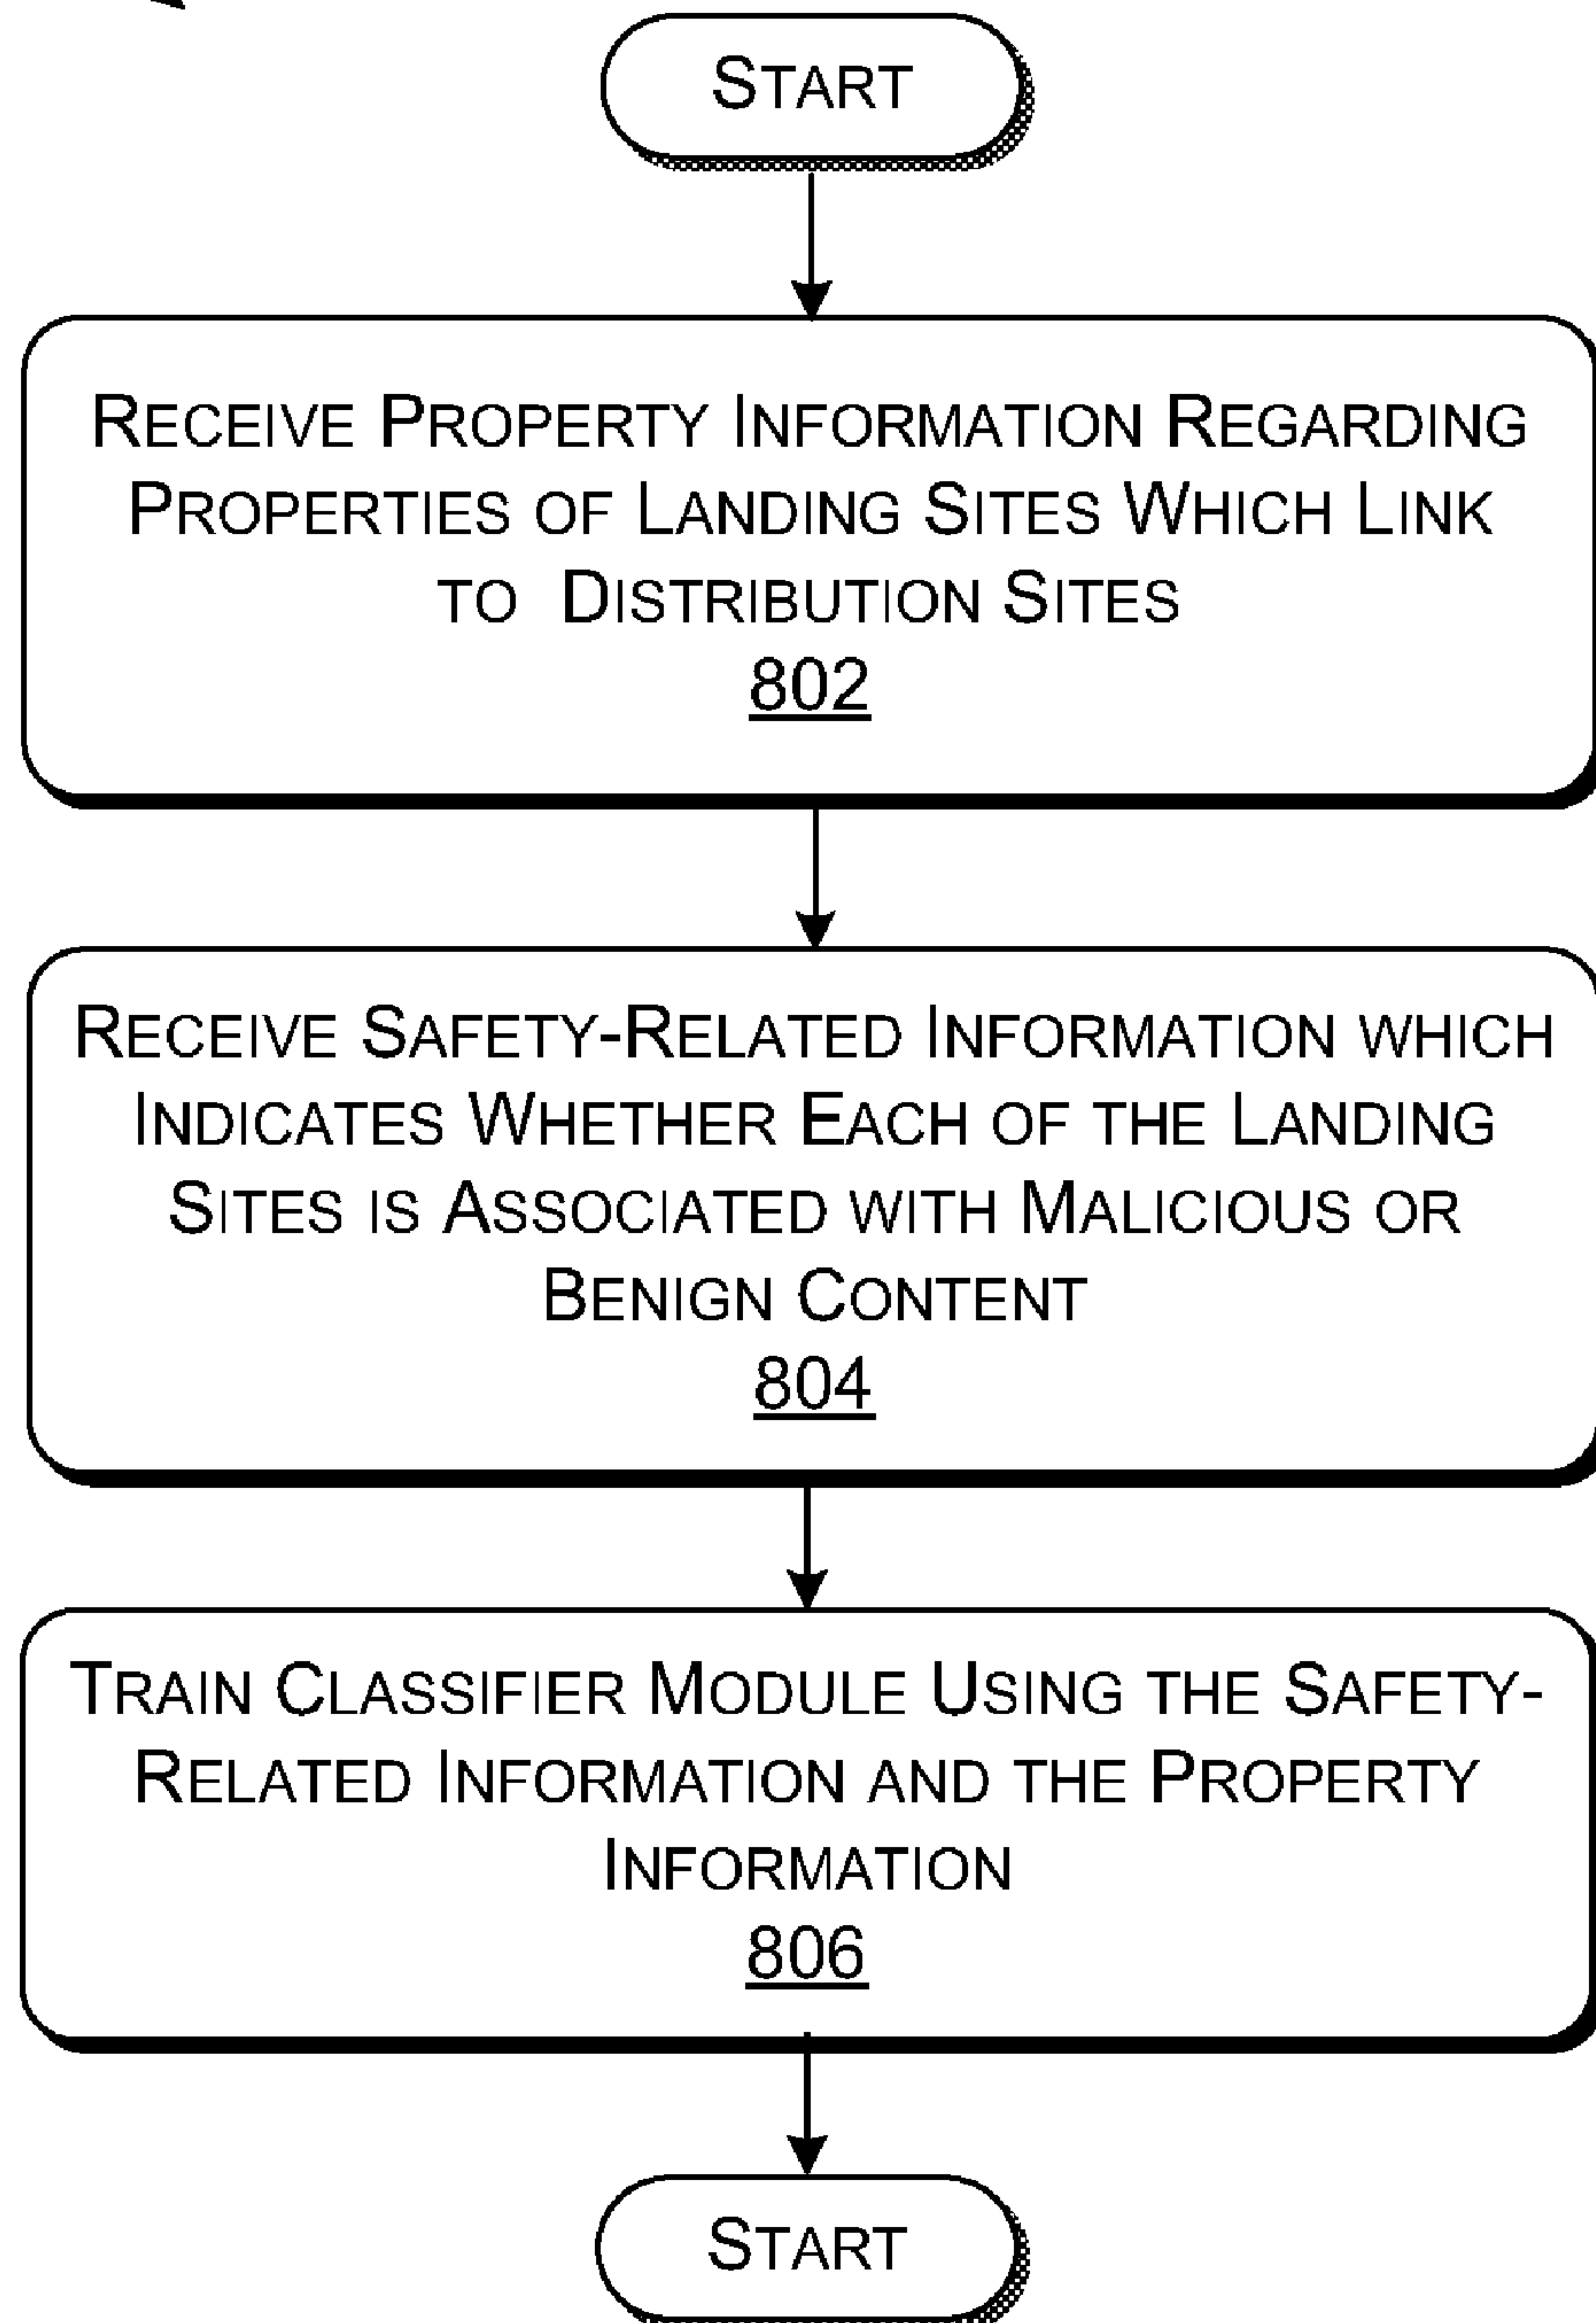 START
RECEIVE PROPERTY INFORMATION REGARDING
PROPERTIES OF LANDING SITES WHICH LINK
TO DISTRIBUTION SITES
802
RECEIVE SAFETY-RELATED INFORMATION WHICH
INDICATES WHETHER EACH OF THE LANDING
SITES IS ASSOCIATED WITH MALICIOUS OR
BENIGN CONTENT
804
TRAIN CLASSIFIER MODULE USING THE SAFETY-
RELATED INFORMATION AND THE PROPERTY
INFORMATION
806
START